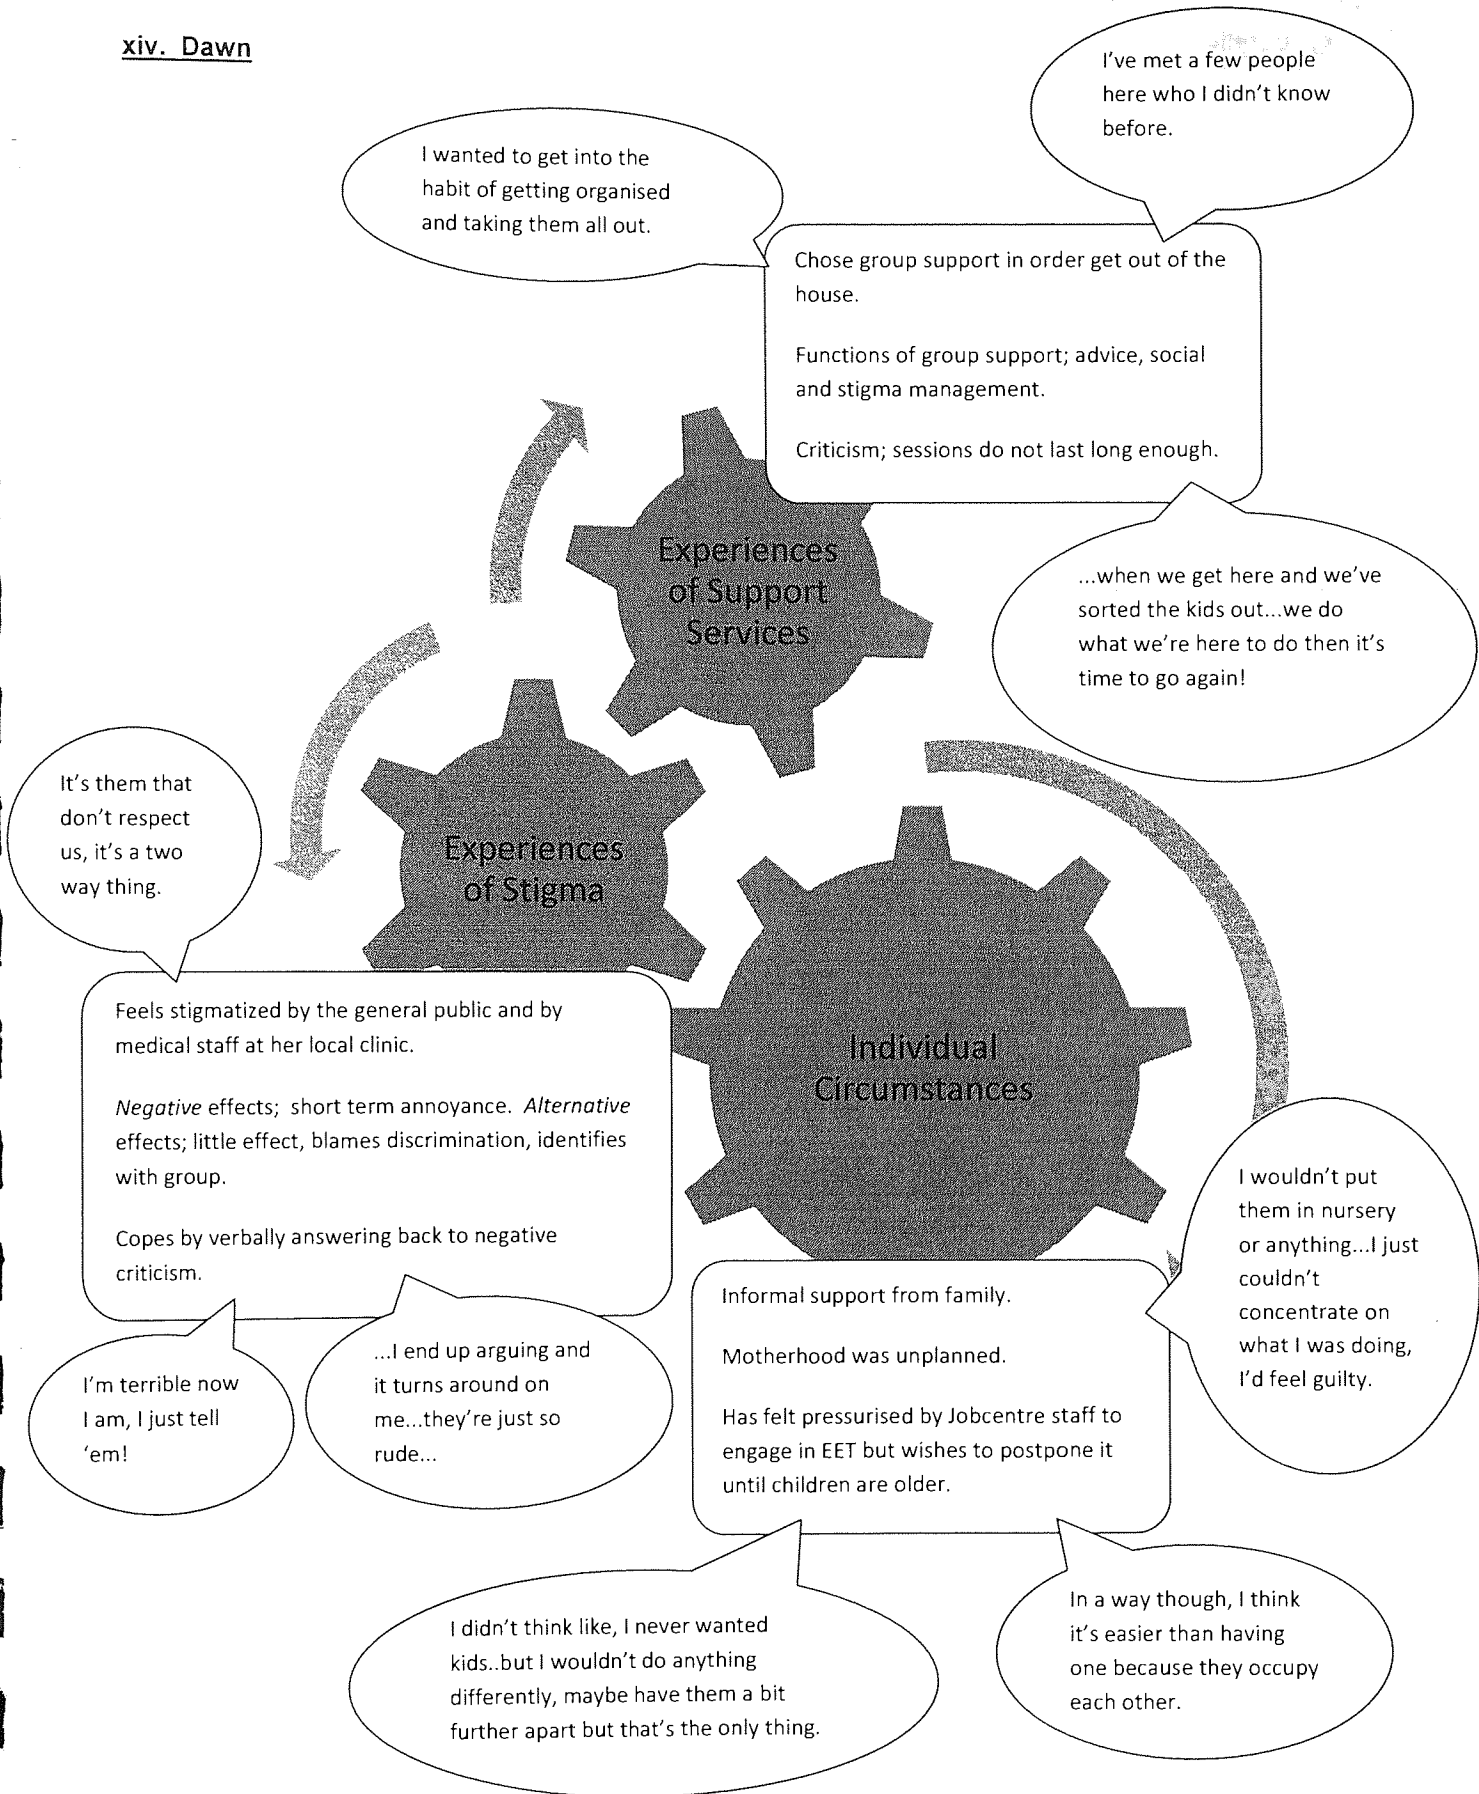 xiv. Dawn
I've met a few people
here who I didn't know
before.
I wanted to get into the
habit of getting organised
and taking them all out.
Chose group support in order get out of the
house.
Functions of group support; advice, social
and stigma management.
Criticism; sessions do not last long enough.
Experiences
of Support
Services
...when we get here and we've
sorted the kids out...we do
what we're here to do then it's
time to go again!
It's them that
don't respect
us, it's a two
way thing.
Experiences
of Stigma
Feels stigmatized by the general public and by
medical staff at her local clinic.
Negative effects;  short term annoyance.  Alternative
effects; little effect, blames discrimination, identifies
with group.
Copes by verbally answering back to negative
criticism.
I'm terrible now
I am, I just tell
'em!
...I end up arguing and
it turns around on
me...they're just so
rude...
Individual
Circumstances
I wouldn't put
them in nursery
or anything...I just
couldn't
concentrate on
what I was doing,
I'd feel guilty.
Informal support from family.
Motherhood was unplanned.
Has felt pressurised by Jobcentre staff to
engage in EET but wishes to postpone it
until children are older.
I didn't think like, I never wanted
kids..but I wouldn't do anything
differently, maybe have them a bit
further apart but that's the only thing.
In a way though, I think
it's easier than having
one because they occupy
each other.